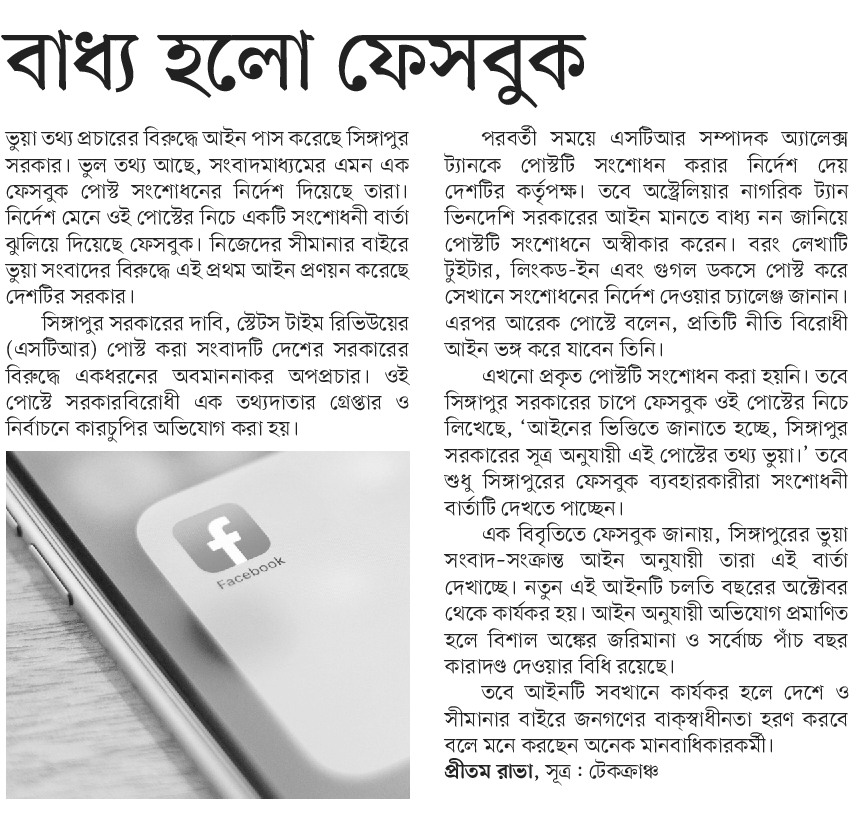 বাধ্য হলো ফেসবুক
ভুয়া তথ্য প্রচারের বিরুদ্ধে আইন পাস করেছে সিঙ্গাপুর
সরকার। ভুল তথ্য আছে, সংবাদমাধ্যমের এমন এক
ফেসবুক পোস্ট সংশোধনের নির্দেশ দিয়েছে তারা।
নির্দেশ মেনে ওই পোস্টের নিচে একটি সংশোধনী বার্তা
ঝুলিয়ে দিয়েছে ফেসবুক। নিজেদের সীমানার বাইরে
ভুয়া সংবাদের বিরুদ্ধে এই প্রথম আইন প্রণয়ন করেছে
দেশটির সরকার।
সিঙ্গাপুর সরকারের দাবি, স্টেটস টাইম রিভিউয়ের
(এসটিআর) পোস্ট করা সংবাদটি দেশের সরকারের
বিরুদ্ধে একধরনের অবমাননাকর অপপ্রচার। ওই
পোস্টে সরকারবিরোধী এক তথ্যদাতার গ্রেপ্তার ও
নির্বাচনে কারচুপির অভিযোগ করা হয়।
Facebook
পরবর্তী সময়ে এসটিআর সম্পাদক অ্যালেক্স
ট্যানকে পোস্টটি সংশোধন করার নির্দেশ দেয়
দেশটির কর্তৃপক্ষ। তবে অস্ট্রেলিয়ার নাগরিক ট্যান
ভিনদেশি সরকারের আইন মানতে বাধ্য নন জানিয়ে
পোস্টটি সংশোধনে অস্বীকার করেন। বরং লেখাটি
টুইটার, লিংকড-ইন এবং গুগল ডকসে পোস্ট করে
সেখানে সংশোধনের নির্দেশ দেওয়ার চ্যালেঞ্জ জানান।
এরপর আরেক পোস্টে বলেন, প্রতিটি নীতি বিরোধী
আইন ভঙ্গ করে যাবেন তিনি।
এখনো প্রকৃত পোস্টটি সংশোধন করা হয়নি। তবে
সিঙ্গাপুর সরকারের চাপে ফেসবুক ওই পোস্টের নিচে
লিখেছে, ‘আইনের ভিত্তিতে জানাতে হচ্ছে, সিঙ্গাপুর
সরকারের সূত্র অনুযায়ী এই পোস্টের তথ্য ভুয়া।’ তবে
শুধু সিঙ্গাপুরের ফেসবুক ব্যবহারকারীরা সংশোধনী
বার্তাটি দেখতে পাচ্ছেন।
এক বিবৃতিতে ফেসবুক জানায়, সিঙ্গাপুরের ভুয়া
সংবাদ-সংক্রান্ত আইন অনুযায়ী তারা এই বার্তা
দেখাচ্ছে। নতুন এই আইনটি চলতি বছরের অক্টোবর
থেকে কার্যকর হয়। আইন অনুযায়ী অভিযোগ প্রমাণিত
হলে বিশাল অঙ্কের জরিমানা ও সর্বোচ্চ পাঁচ বছর
কারাদণ্ড দেওয়ার বিধি রয়েছে।
তবে আইনটি সবখানে কার্যকর হলে দেশে ও
সীমানার বাইরে জনগণের বাক্‌স্বাধীনতা হরণ করবে
বলে মনে করছেন অনেক মানবাধিকারকর্মী।
প্রীতম রাভা, সূত্র : টেকক্রাঞ্চ